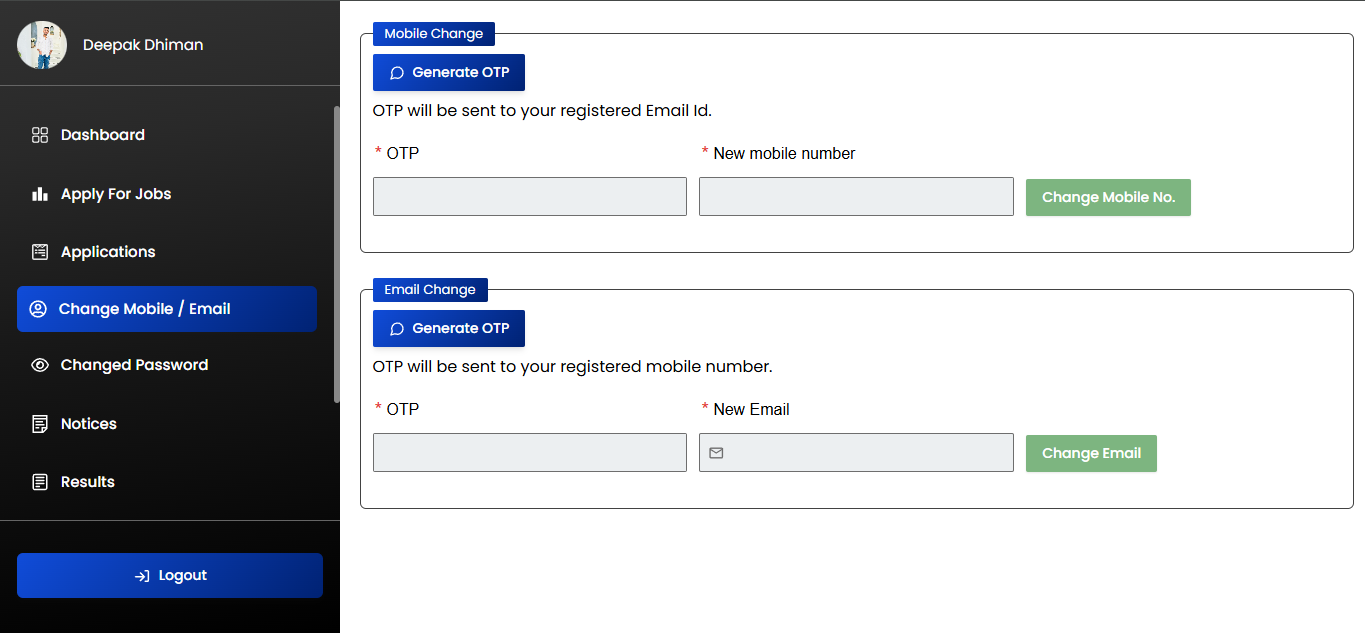 Deepak Dhiman
Dashboard
Apply For Jobs
Applications
Change Mobile / Email
Changed Password
Notices
Results
Logout
Mobile Change
Generate OTP
OTP will be sent to your registered Email Id.
* OTP
* New mobile number
Change Mobile No.
Email Change
Generate OTP
OTP will be sent to your registered mobile number.
* OTP
* New Email
Change Email